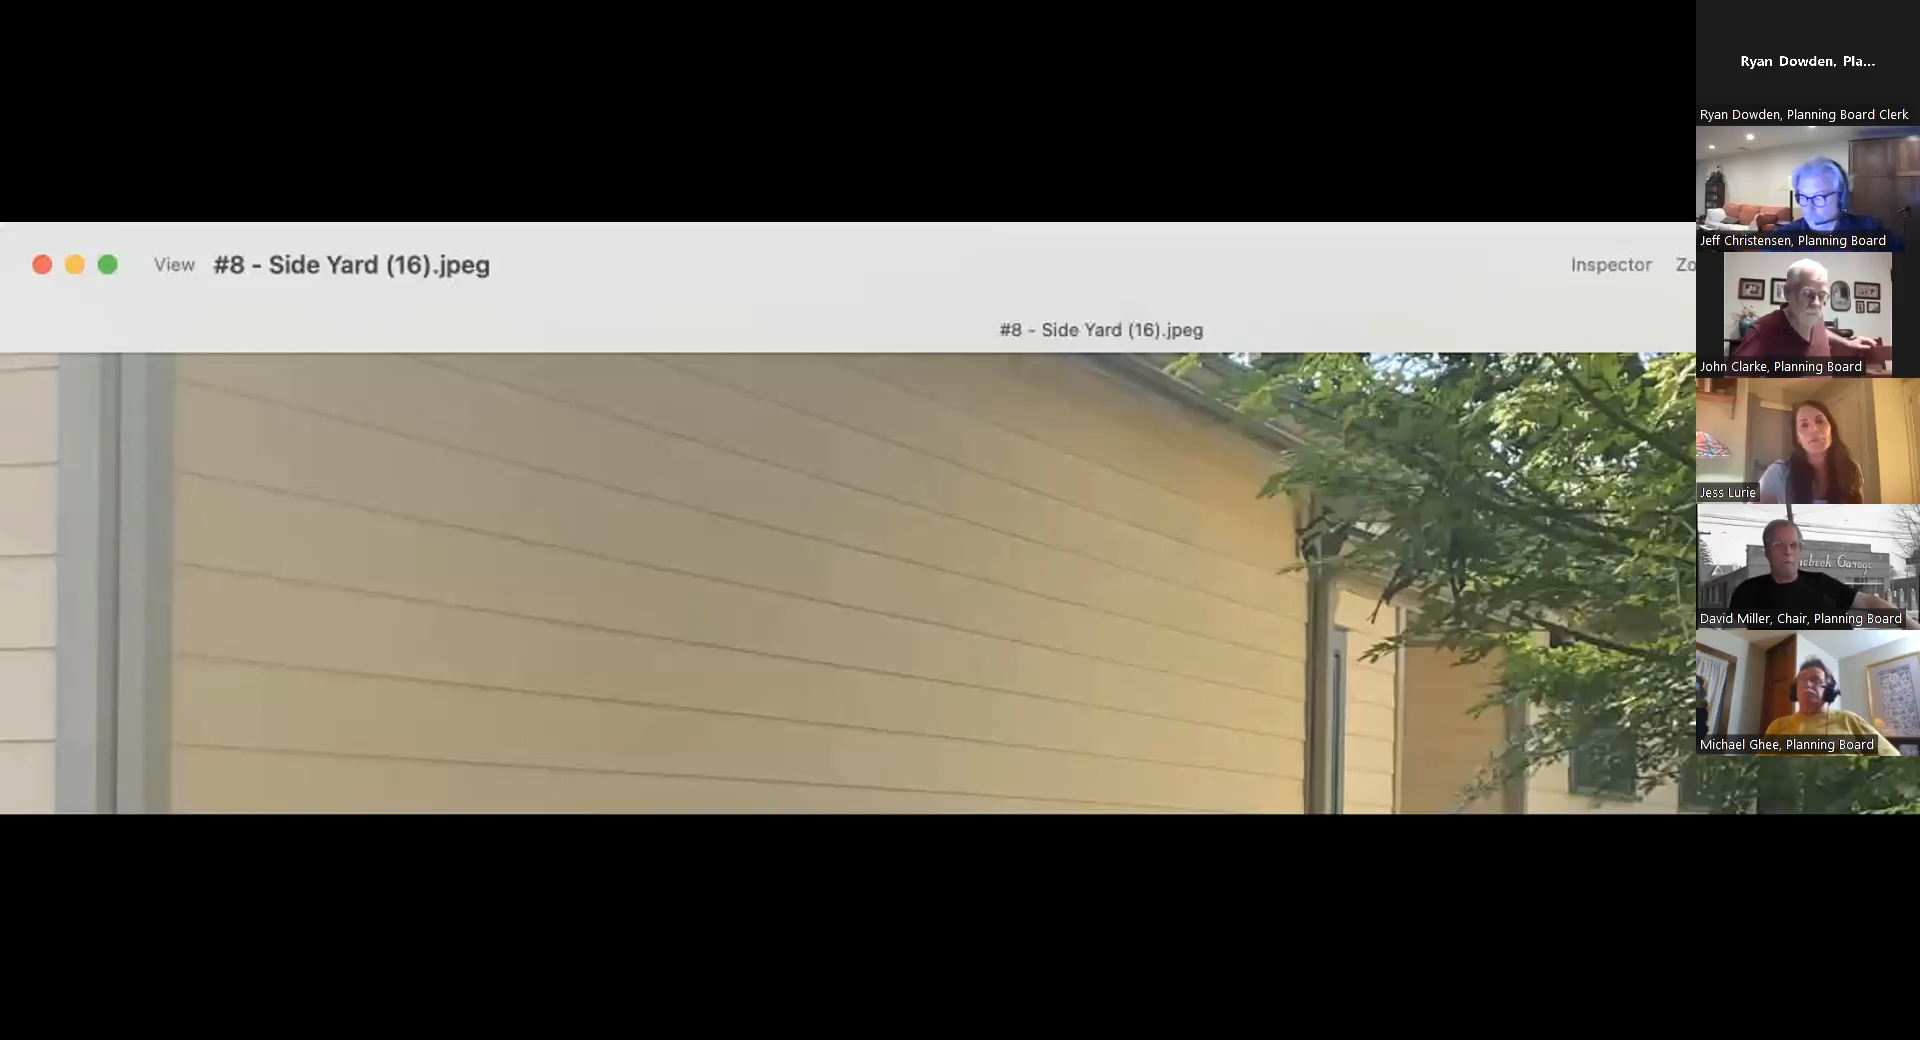 View #8 - Side Yard (16).jpeg
Inspector
#8 - Side Yard (16).jpeg
Ryan Dowden, Pla...
Ryan Dowden, Planning Board Clerk
Jeff Christensen, Planning Board
John Clarke, Planning Board
Jess Lurie
Garage
David Miller, Chair, Planning Board
Michael Ghee, Planning Board